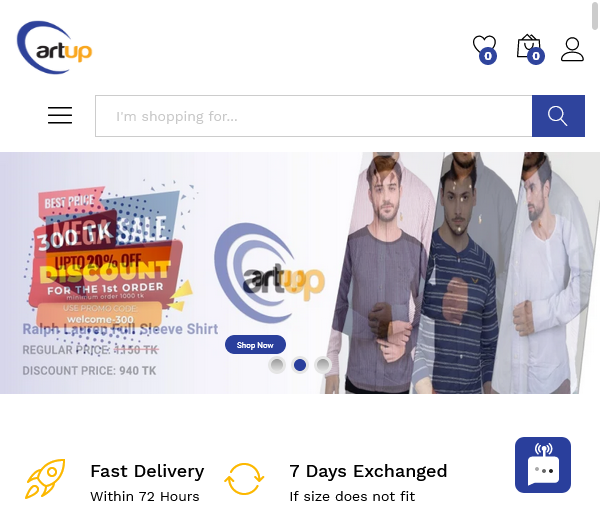 artup
0
0
I'm shopping for...
BEST PRICE
300 TK
MEGA SALE
UPTO 20% OFF
DISCOUNT
FOR THE 1st ORDER
minimum order 1000 tk
USE PROMO CODE:
welcome-300
artup
Ralph Lauren Full Sleeve Shirt
REGULAR PRICE: 1150 TK
DISCOUNT PRICE: 940 TK
Shop Now
Fast Delivery
Within 72 Hours
7 Days Exchanged
If size does not fit